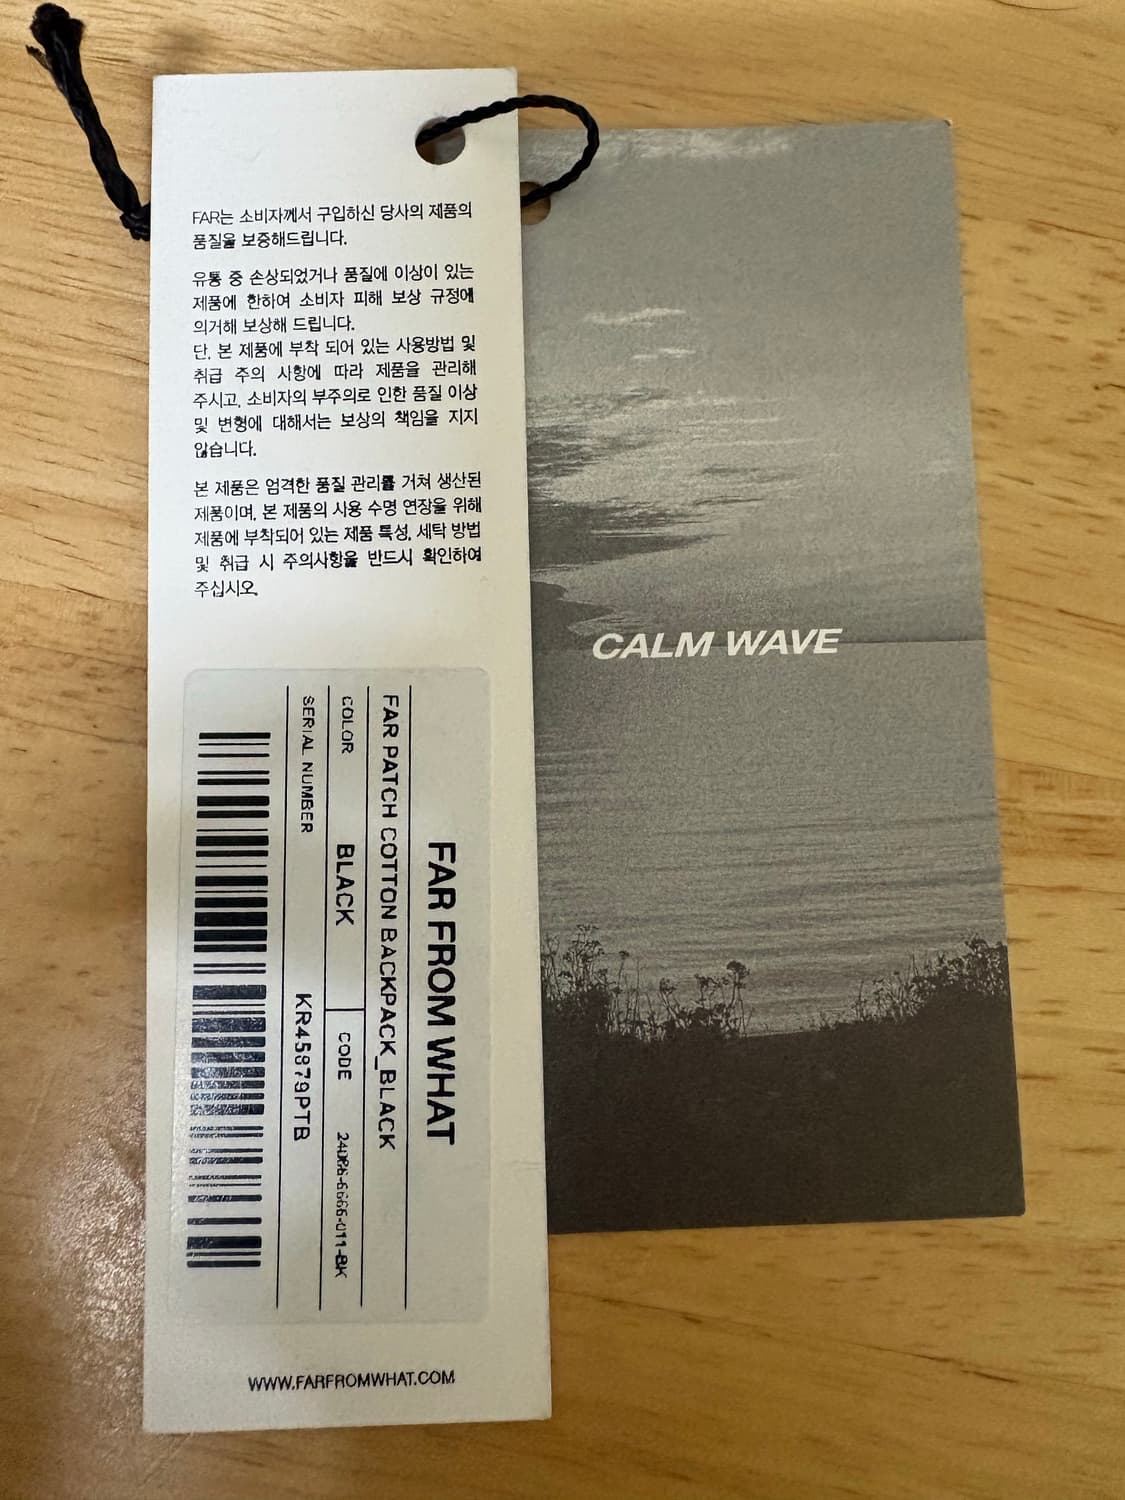 FAR는 소비자께서 구입하신 당사의 제품의
품질을 보증해드립니다.
유통 중 손상되었거나 품질에 이상이 있는
제품에 한하여 소비자 피해 보상 규정에
의거해 보상해 드립니다.
단, 본 제품에 부착 되어 있는 사용방법 및
취급 주의 사항에 따라 제품을 관리해
주시고, 소비자의 부주의로 인한 품질 이상
및 변형에 대해서는 보상의 책임을 지지
않습니다.
본 제품은 엄격한 품질 관리를 거쳐 생산된
제품이며, 본 제품의 사용 수명 연장을 위해
제품에 부착되어 있는 제품 특성, 세탁 방법
및 취급 시 주의사항을 반드시 확인하여
주십시오.
FAR FROM WHAT
FAR PATCH COTTON BACKPACK_BLACK
COLOR BLACK CODE
SERIAL NUMBER KR45879PTB
WWW.FARFROMWHAT.COM
CALM WAVE